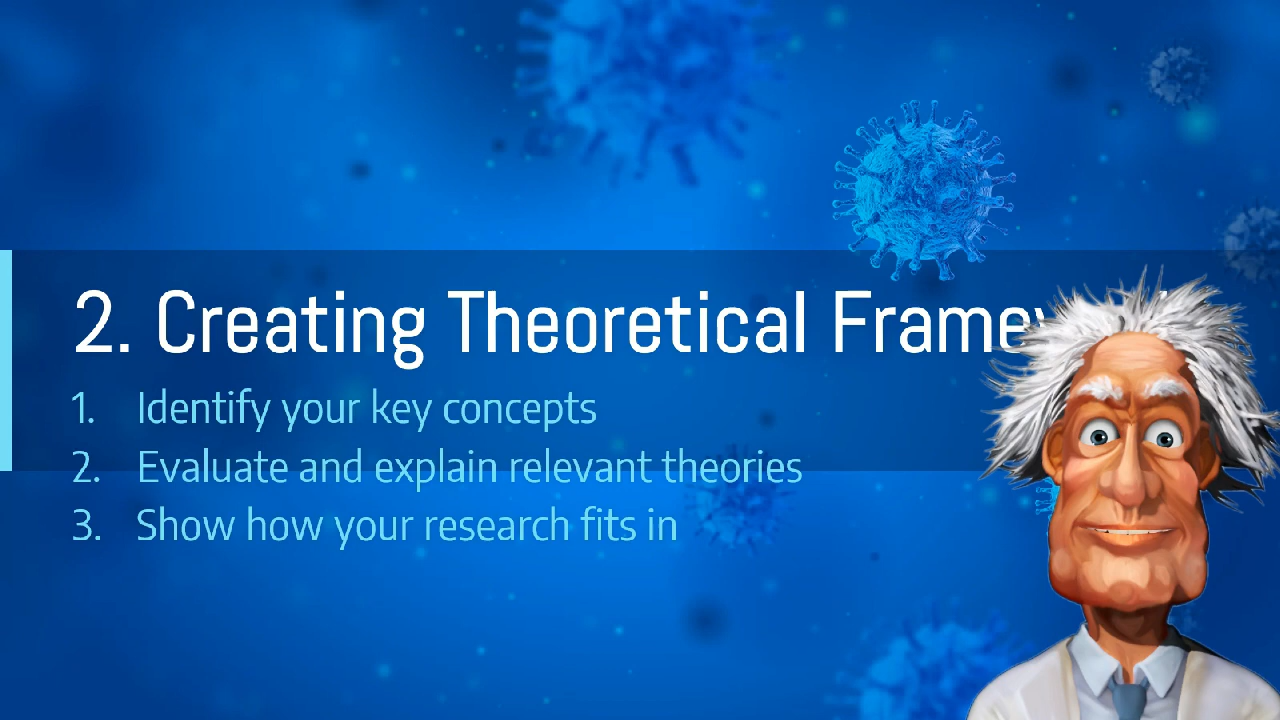 2. Creating Theoretical
1. Identify your key concepts
2. Evaluate and explain relevant theories
3. Show how your research fits in